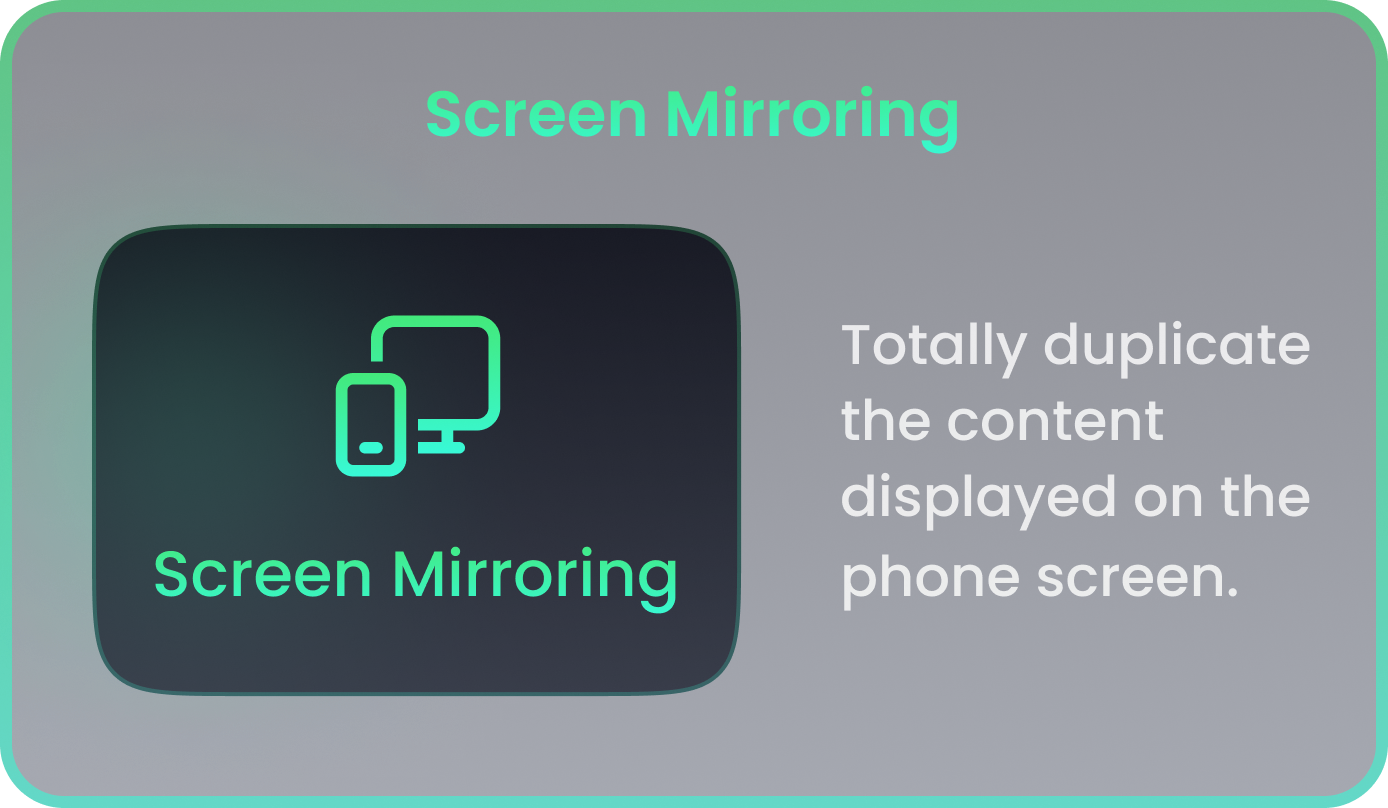 Screen Mirroring
Screen Mirroring
Totally duplicate
the content
displayed on the
phone screen.